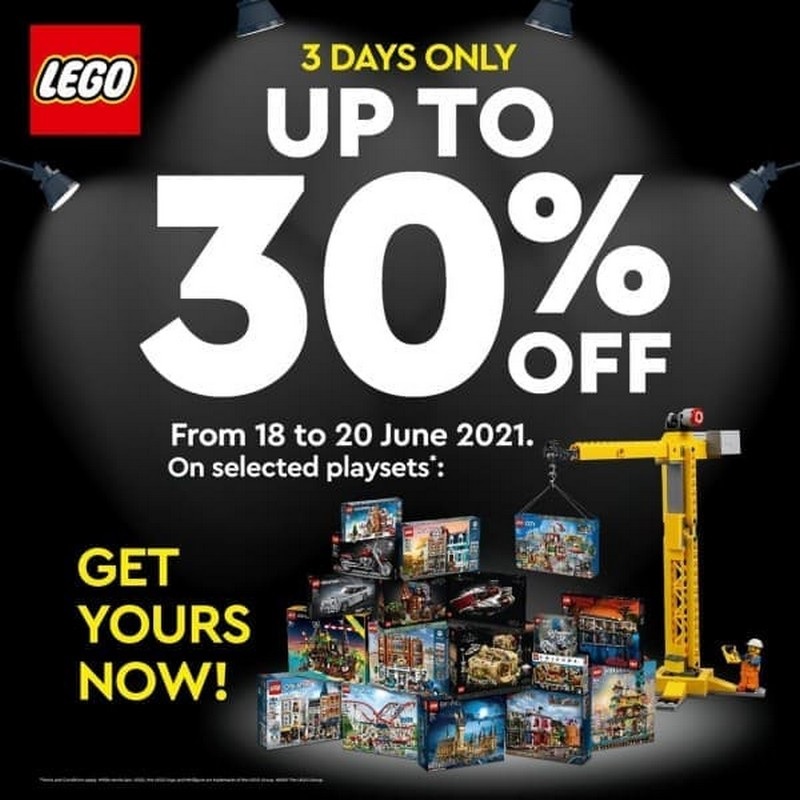 LEGO
3 DAYS ONLY
UP TO
30%
OFF
From 18 to 20 June 2021.
On selected playsets*:
GET
YOURS
NOW!